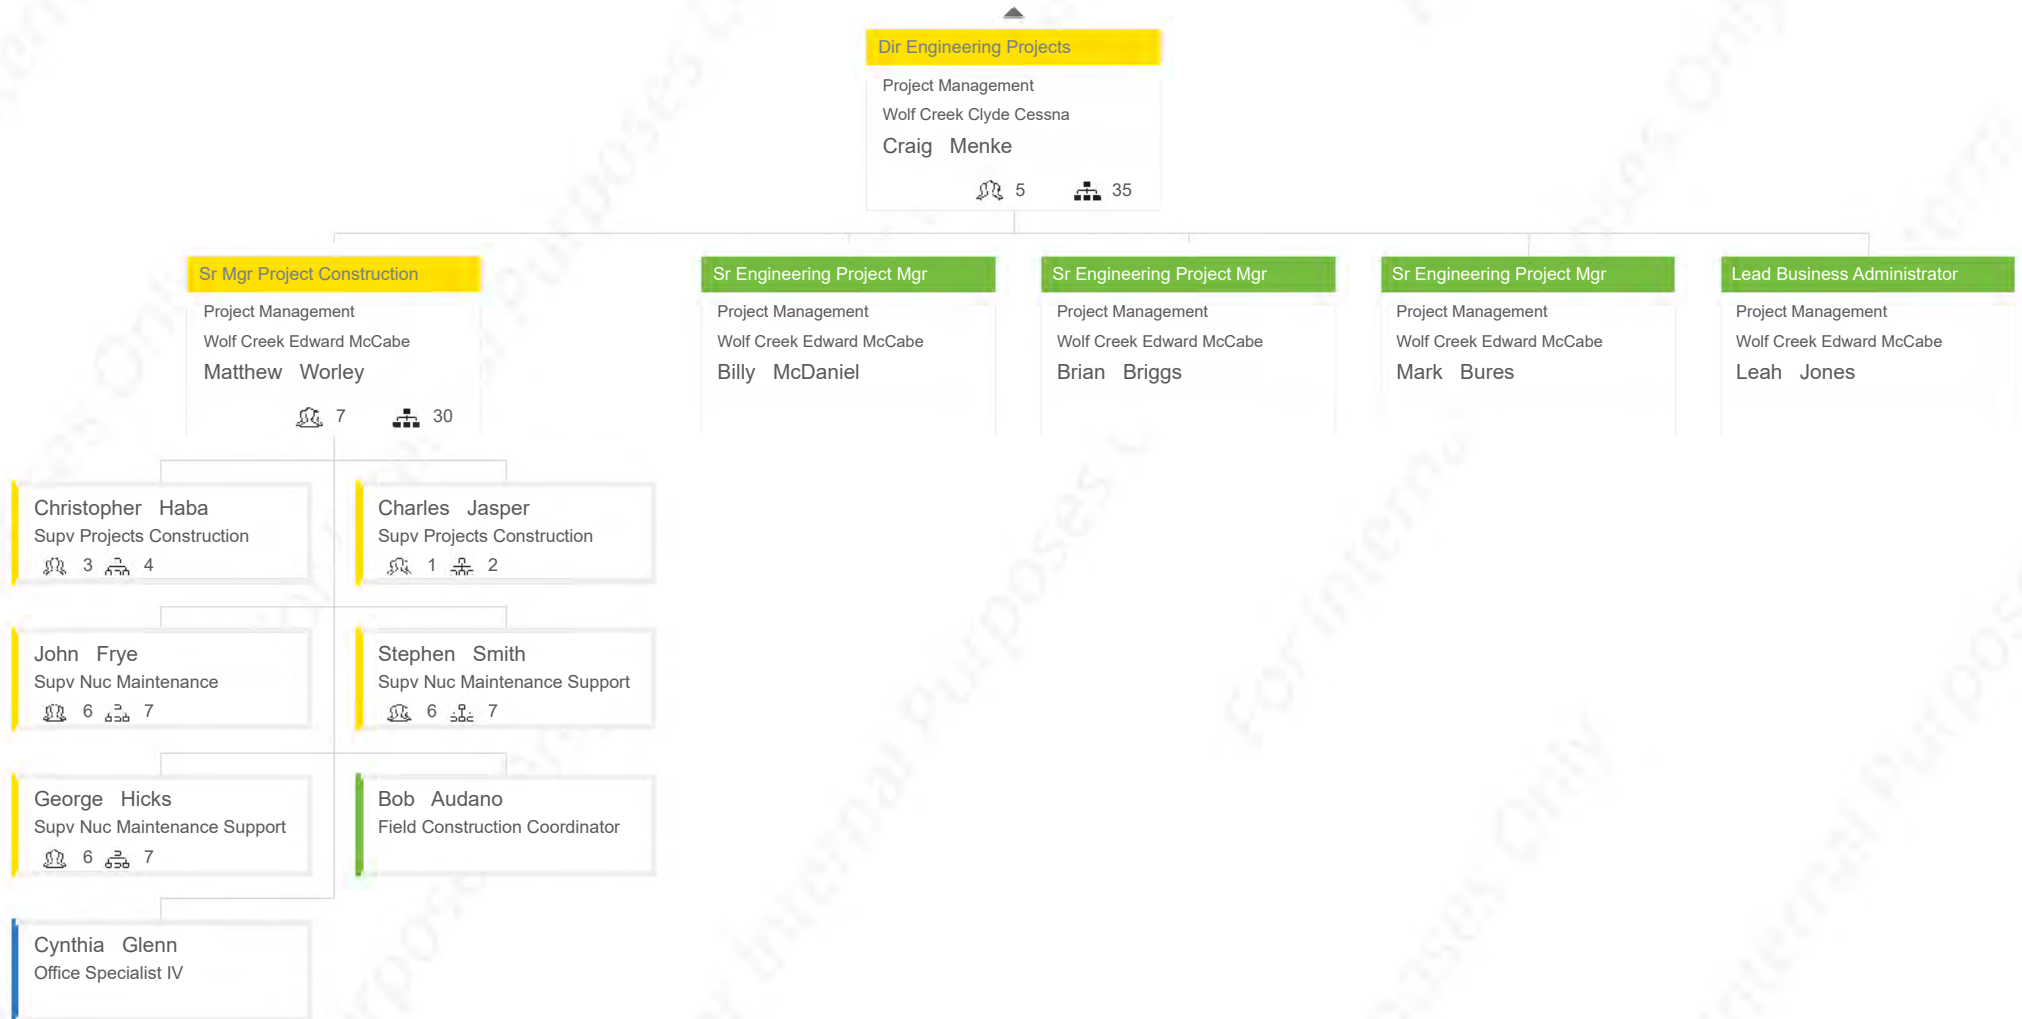 Dir Engineering Projects
Project Management
Wolf Creek Clyde Cessna
Craig Menke
5 35
Sr Mgr Project Construction
Project Management
Wolf Creek Edward McCabe
Matthew Worley
7 30
Sr Engineering Project Mgr
Project Management
Wolf Creek Edward McCabe
Billy McDaniel
Sr Engineering Project Mgr
Project Management
Wolf Creek Edward McCabe
Brian Briggs
Sr Engineering Project Mgr
Project Management
Wolf Creek Edward McCabe
Mark Bures
Lead Business Administrator
Project Management
Wolf Creek Edward McCabe
Leah Jones
Christopher Haba
Supv Projects Construction
3 4
Charles Jasper
Supv Projects Construction
1 2
John Frye
Supv Nuc Maintenance
6 7
Stephen Smith
Supv Nuc Maintenance Support
6 7
George Hicks
Supv Nuc Maintenance Support
6 7
Bob Audano
Field Construction Coordinator
Cynthia Glenn
Office Specialist IV
For Internal Purposes Only